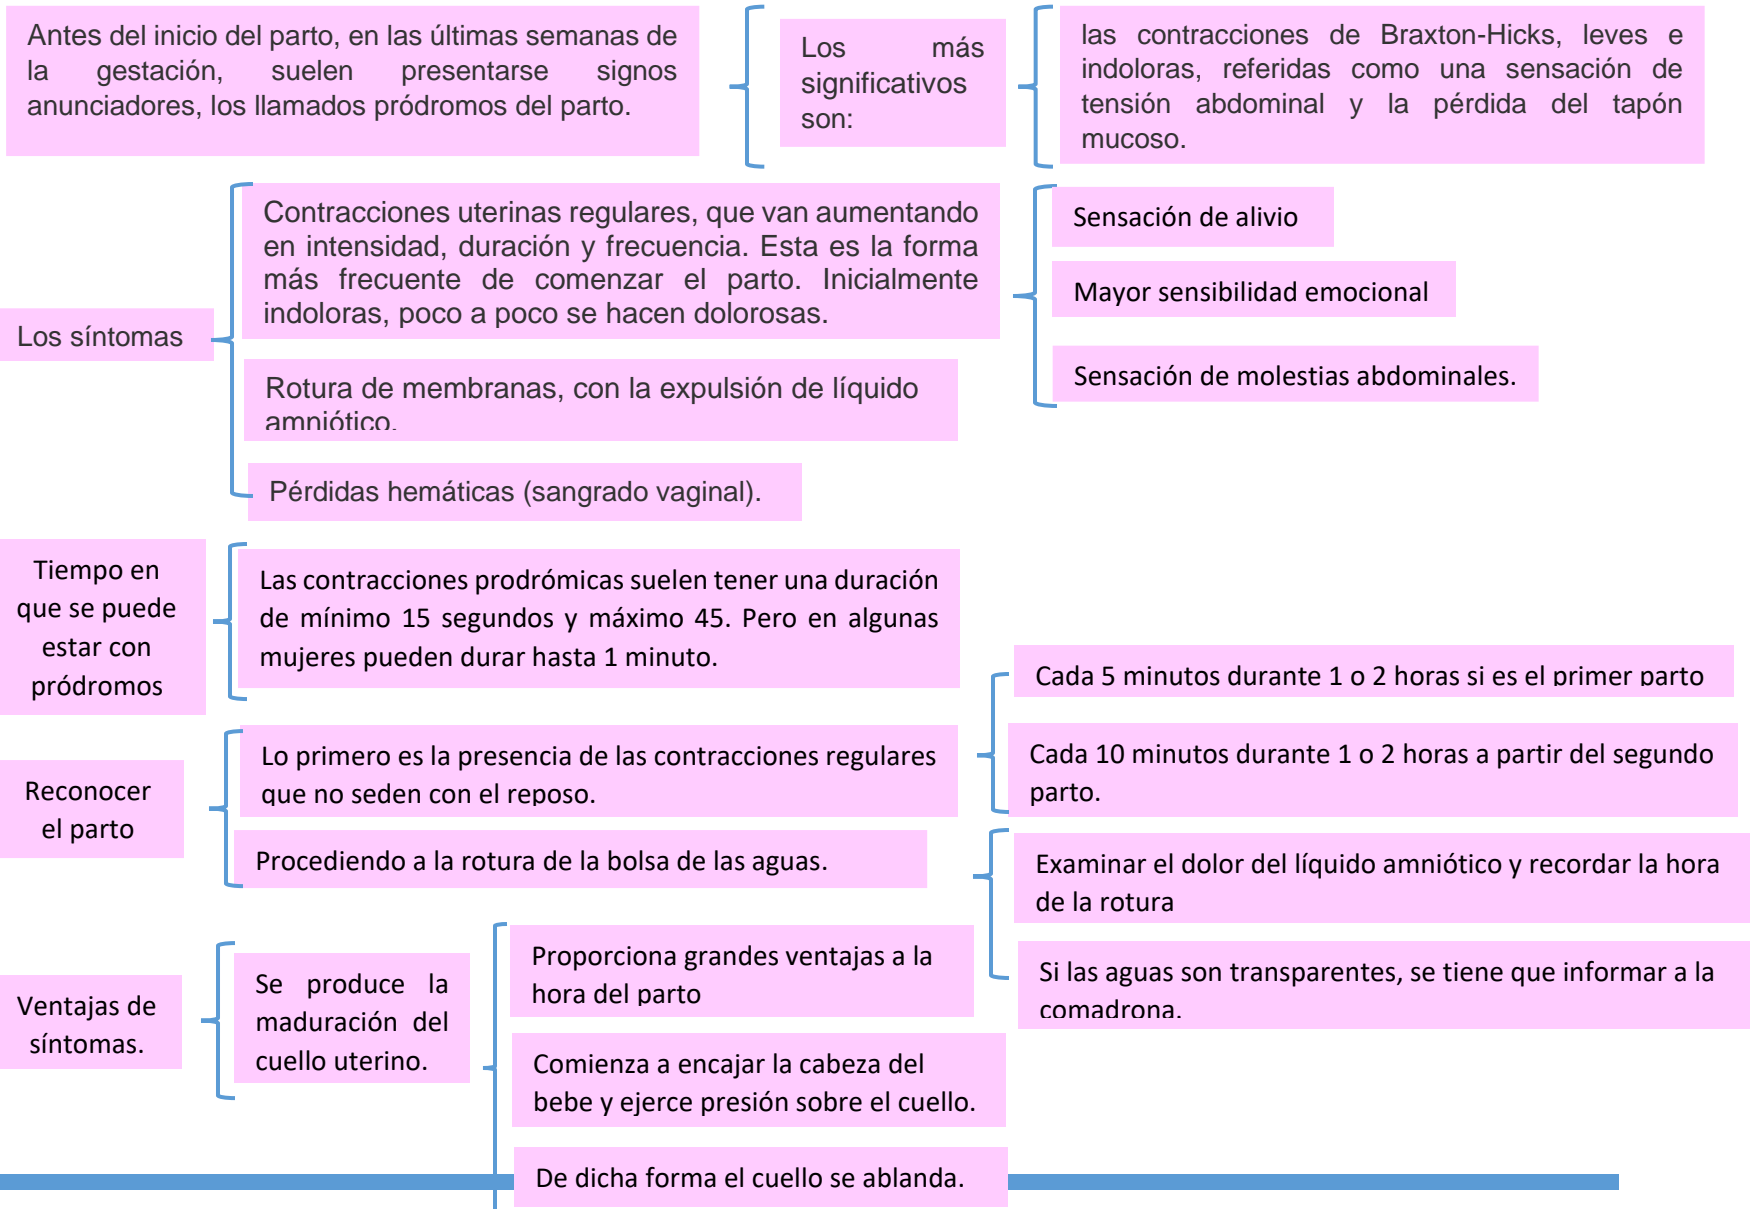 Antes del inicio del parto, en las últimas semanas de
la gestación, suelen presentarse signos
anunciadores, los llamados pródromos del parto.
Los más
significativos
son:
las contracciones de Braxton-Hicks, leves e
indoloras, referidas como una sensación de
tensión abdominal y la pérdida del tapón
mucoso.
Los síntomas
Contracciones uterinas regulares, que van aumentando
en intensidad, duración y frecuencia. Esta es la forma
más frecuente de comenzar el parto. Inicialmente
indoloras, poco a poco se hacen dolorosas.
Sensación de alivio
Mayor sensibilidad emocional
Sensación de molestias abdominales.
Rotura de membranas, con la expulsión de líquido
amniótico.
Pérdidas hemáticas (sangrado vaginal).
Tiempo en
que se puede
estar con
pródromos
Las contracciones prodrómicas suelen tener una duración
de mínimo 15 segundos y máximo 45. Pero en algunas
mujeres pueden durar hasta 1 minuto.
Reconocer
el parto
Lo primero es la presencia de las contracciones regulares
que no seden con el reposo.
Cada 5 minutos durante 1 o 2 horas si es el primer parto
Cada 10 minutos durante 1 o 2 horas a partir del segundo
parto.
Procediendo a la rotura de la bolsa de las aguas.
Examinar el dolor del líquido amniótico y recordar la hora
de la rotura
Si las aguas son transparentes, se tiene que informar a la
comadrona.
Ventajas de
síntomas.
Se produce la
maduración del
cuello uterino.
Proporciona grandes ventajas a la
hora del parto
Comienza a encajar la cabeza del
bebe y ejerce presión sobre el cuello.
De dicha forma el cuello se ablanda.